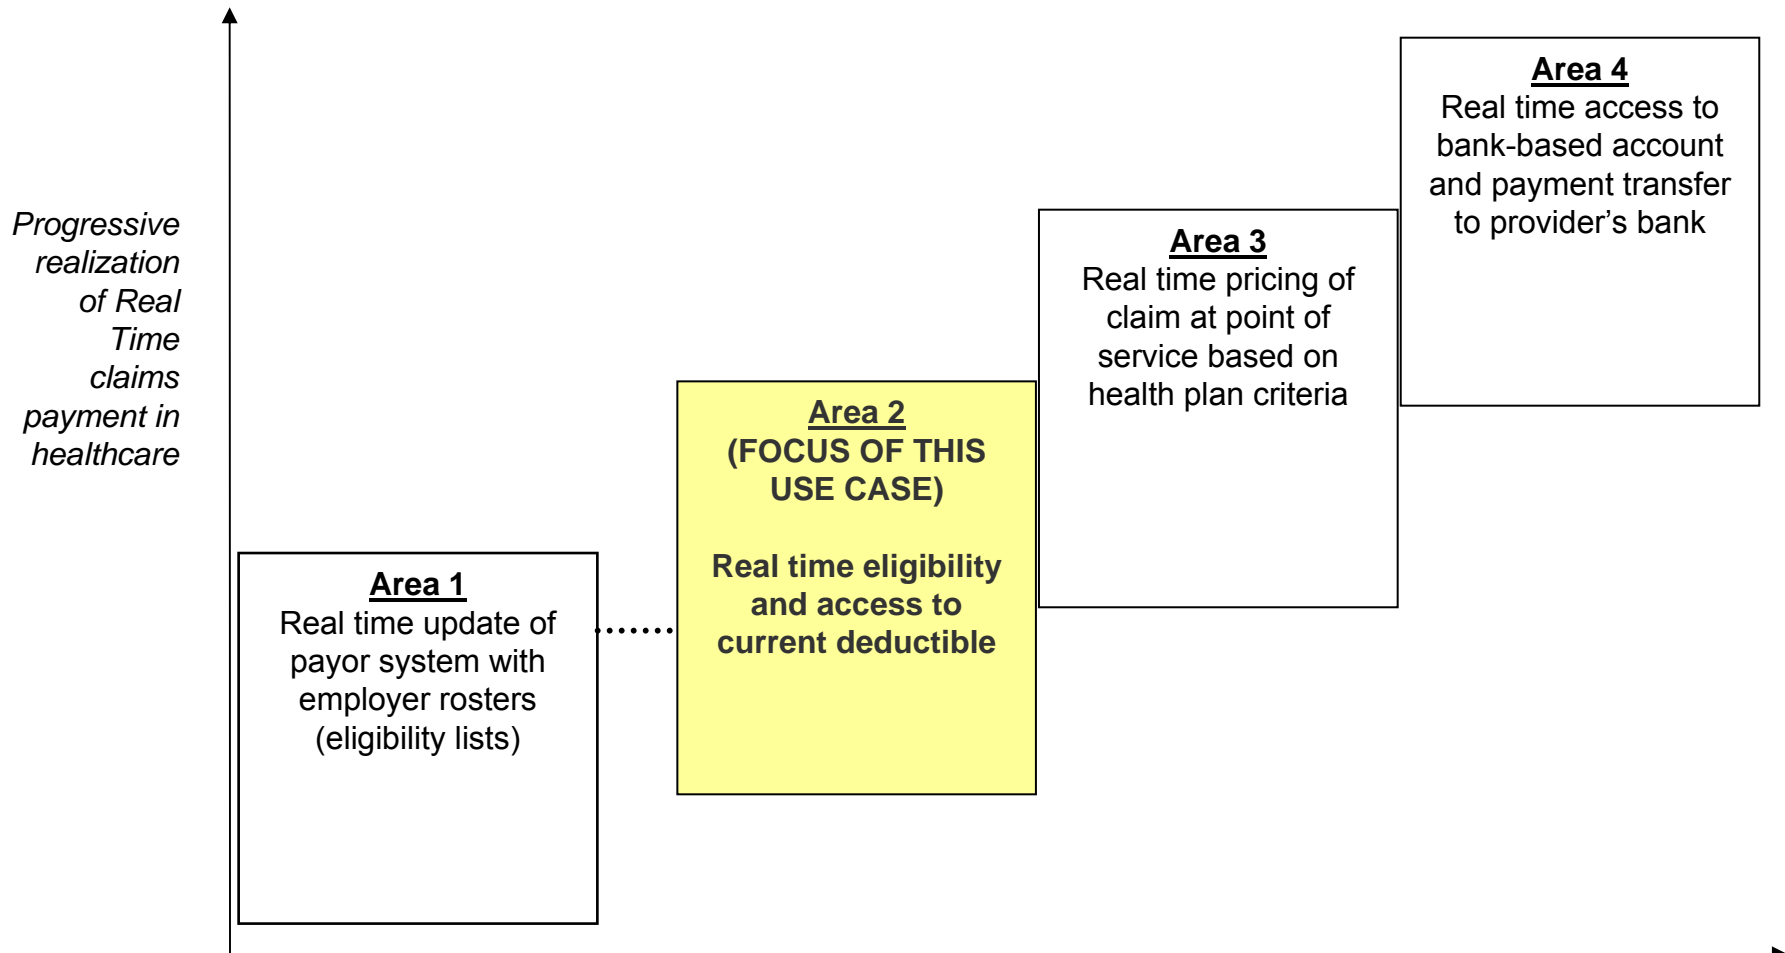 Progressive
realization
of Real
Time
claims
payment in
healthcare
Area 1
Real time update of
payor system with
employer rosters
(eligibility lists)
Area 2
(FOCUS OF THIS
USE CASE)
Real time eligibility
and access to
current deductible
Area 3
Real time pricing of
claim at point of
service based on
health plan criteria
Area 4
Real time access to
bank-based account
and payment transfer
to provider’s bank